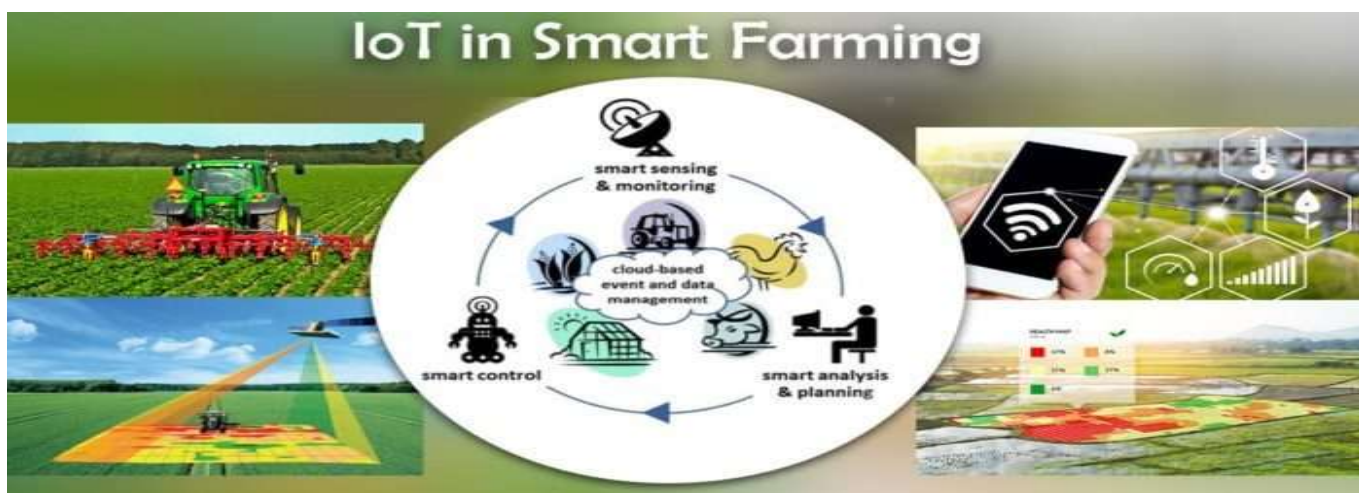 IoT in Smart Farming
smart sensing
& monitoring
cloud-based
event and data
management
smart control
smart analysis
& planning